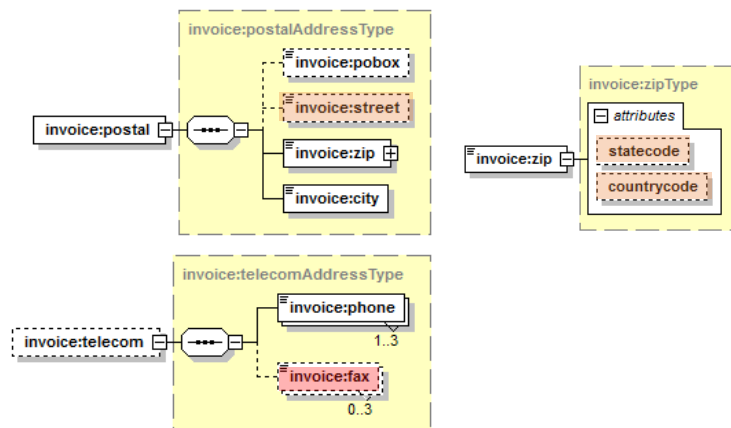 invoice:postalAddressType
invoice:pobox
invoice:street
invoice:postal
invoice:zip
invoice:city
invoice:zipType
attributes
statecode
invoice:zip
countrycode
invoice:telecomAddressType
invoice:phone
1..3
invoice:telecom
invoice:fax
0..3